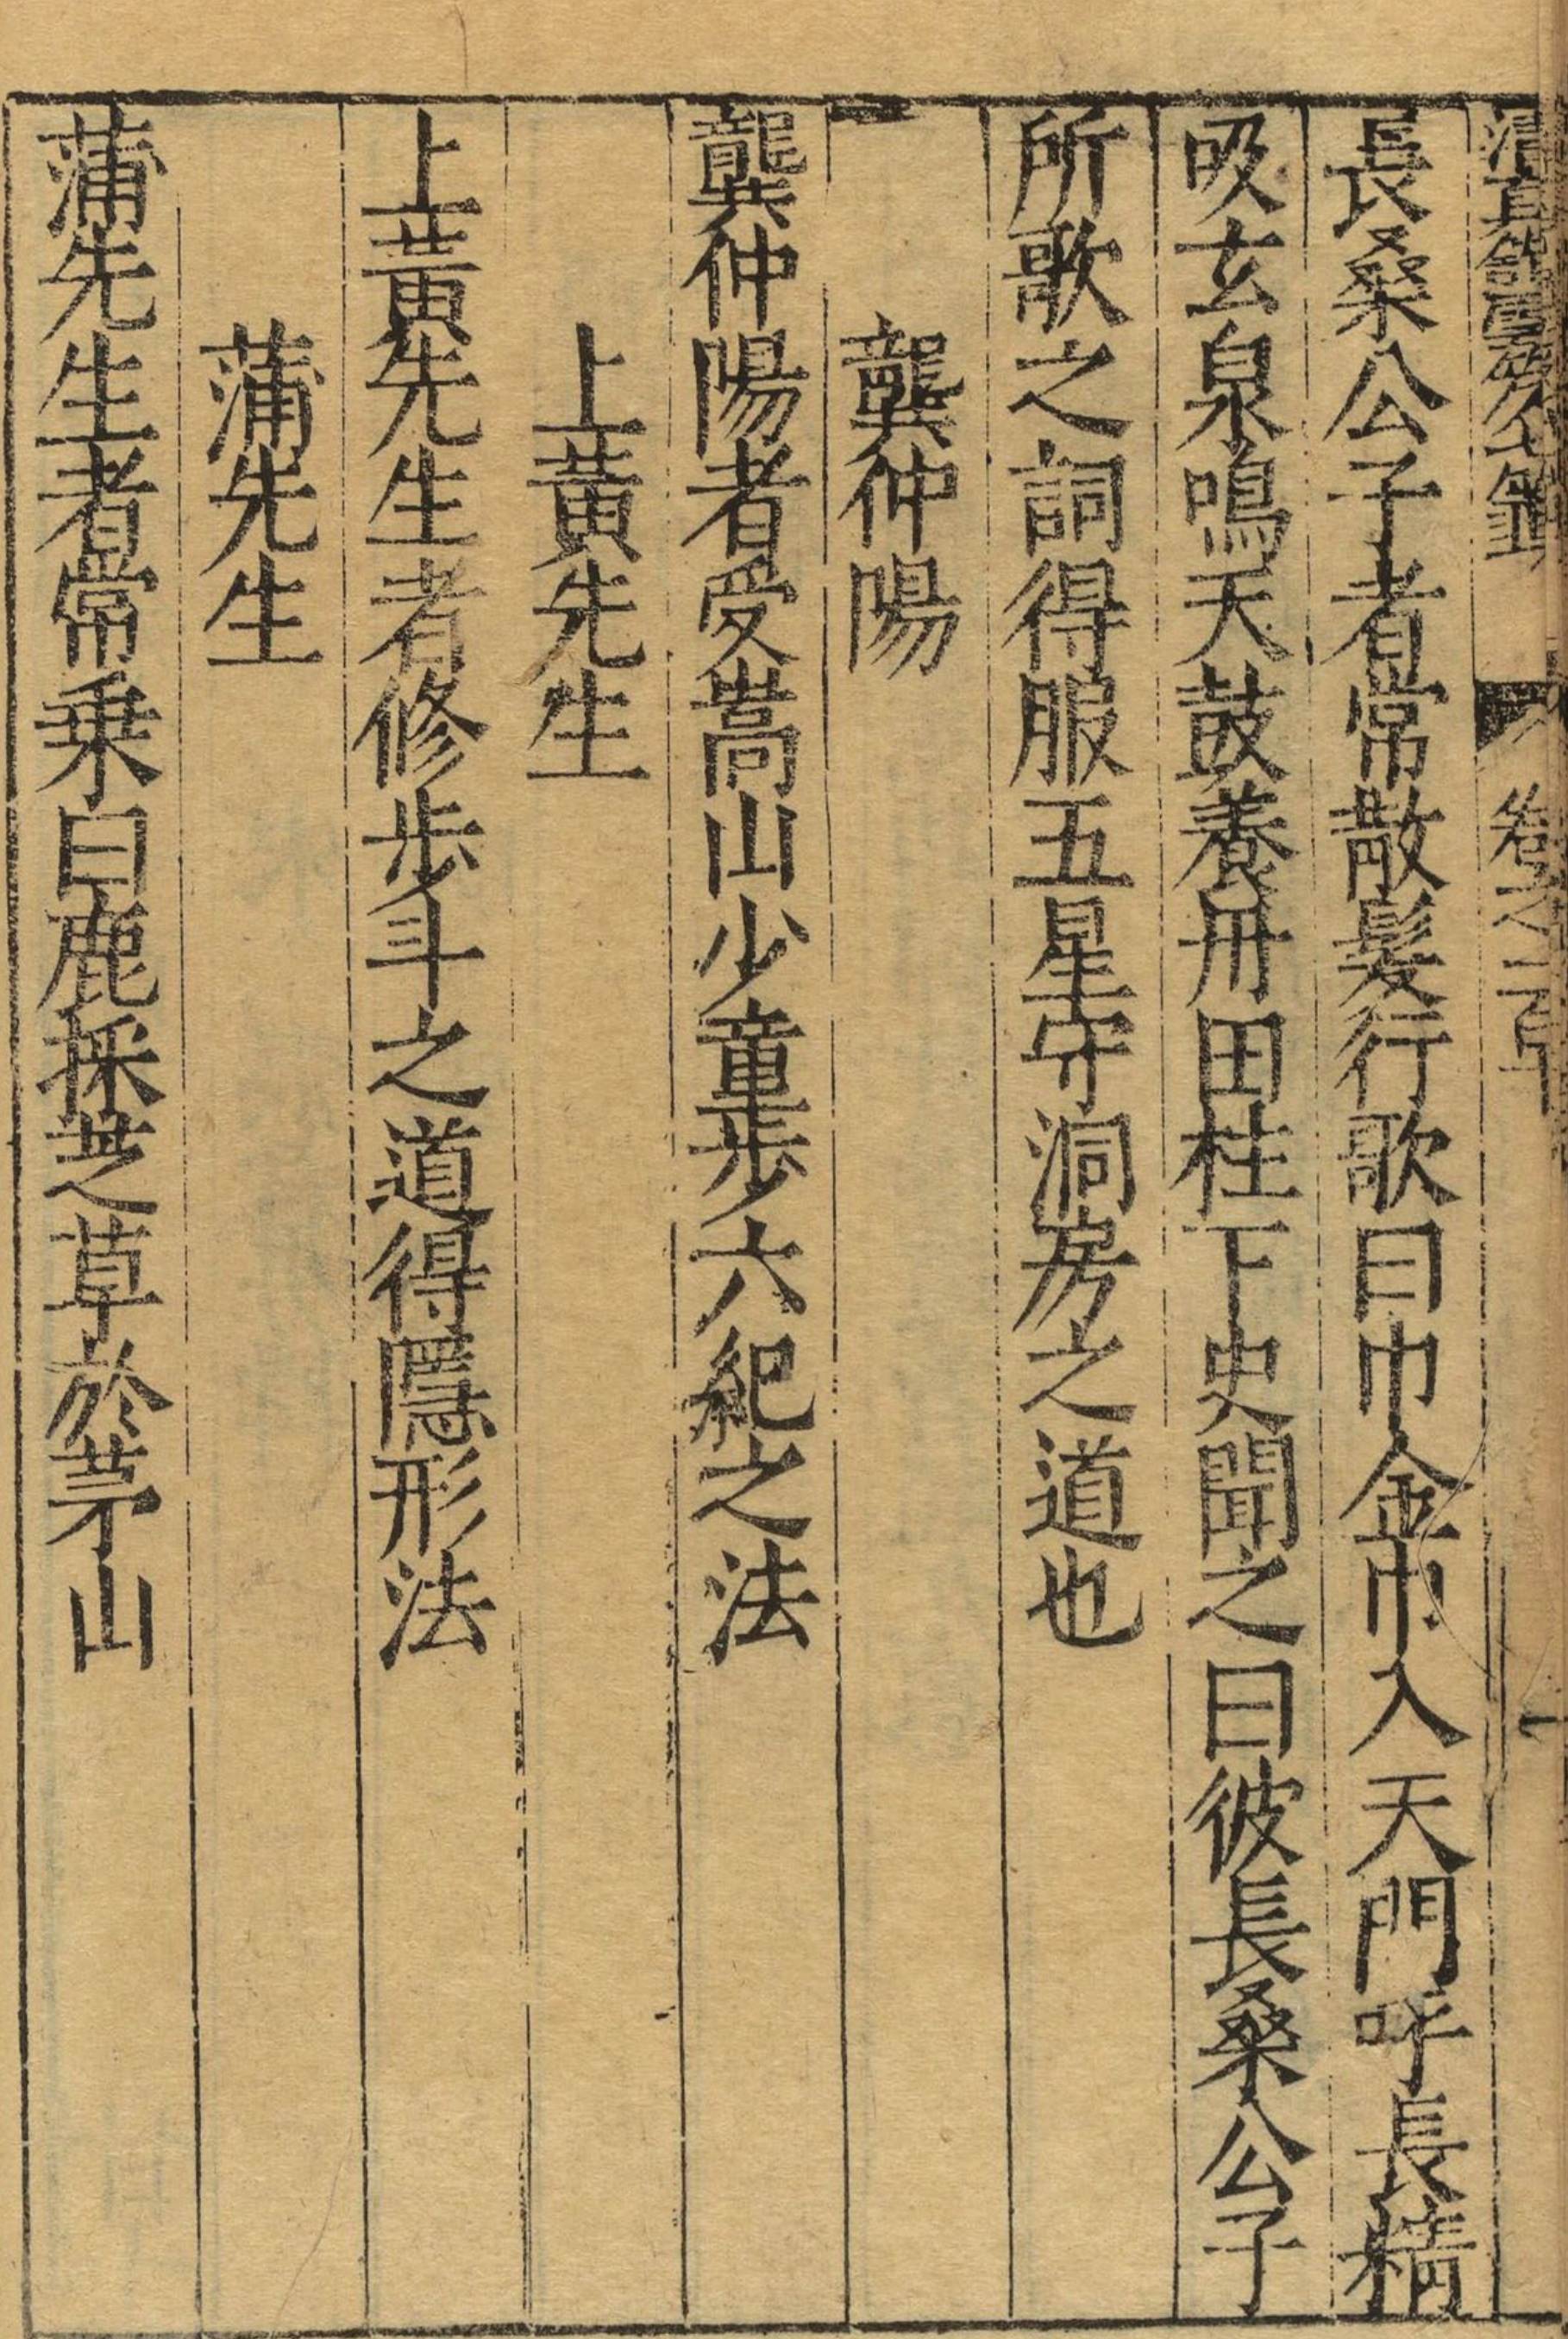 卷之二百
長桑公子者常散髮行歌曰巾金巾入天門呼長精
吸玄泉鳴天鼓養丹田柱下史聞之曰彼長桑公子
所歌之詞得服五星守洞房之道也
龔仲陽
龔仲陽者受嵩山少童步六紀之法
上黃先生
上黃先生者修步斗之道得隱形法
蒲先生
蒲先生者常乗白鹿採芝草於茅山